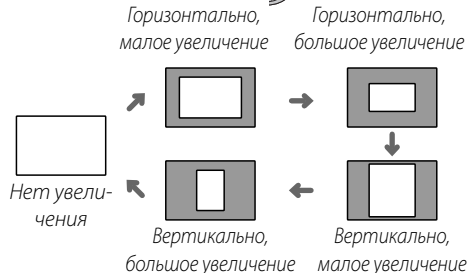 Горизонтально,
малое увеличение
Горизонтально,
большое увеличение
Нет увели-
чения
Вертикально,
большое увеличение
Вертикально,
малое увеличение